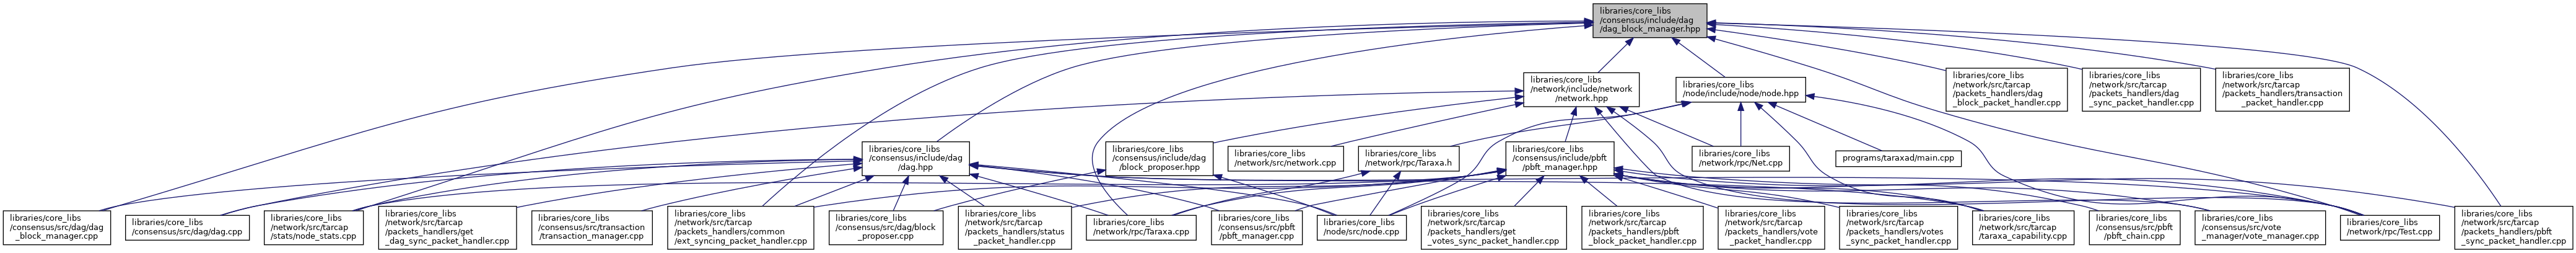 libraries/core_libs
/consensus/include/dag
/dag_block_manager.hpp
libraries/core_libs
/network/include/network
/network.hpp
libraries/core_libs
/node/include/node/node.hpp
libraries/core_libs
/network/src/tarcap
/packets_handlers/dag
_block_packet_handler.cpp
libraries/core_libs
/network/src/tarcap
/packets_handlers/dag
_sync_packet_handler.cpp
libraries/core_libs
/network/src/tarcap
/packets_handlers/transaction
_packet_handler.cpp
libraries/core_libs
/consensus/include/dag
/dag.hpp
libraries/core_libs
/consensus/include/dag
/block_proposer.hpp
libraries/core_libs
/network/src/network.cpp
libraries/core_libs
/network/rpc/Taraxa.h
libraries/core_libs
/consensus/include/pbft
/pbft_manager.hpp
libraries/core_libs
/network/rpc/Net.cpp
programs/taraxad/main.cpp
libraries/core_libs
/consensus/src/dag/dag
_block_manager.cpp
libraries/core_libs
/consensus/src/dag/dag.cpp
libraries/core_libs
/network/src/tarcap
/stats/node_stats.cpp
libraries/core_libs
/network/src/tarcap
/packets_handlers/get
_dag_sync_packet_handler.cpp
libraries/core_libs
/consensus/src/transaction
/transaction_manager.cpp
libraries/core_libs
/network/src/tarcap
/packets_handlers/common
/ext_syncing_packet_handler.cpp
libraries/core_libs
/consensus/src/dag/block
_proposer.cpp
libraries/core_libs
/network/src/tarcap
/packets_handlers/status
_packet_handler.cpp
libraries/core_libs
/network/rpc/Taraxa.cpp
libraries/core_libs
/consensus/src/pbft
/pbft_manager.cpp
libraries/core_libs
/node/src/node.cpp
libraries/core_libs
/network/src/tarcap
/packets_handlers/get
_votes_sync_packet_handler.cpp
libraries/core_libs
/network/src/tarcap
/packets_handlers/pbft
_block_packet_handler.cpp
libraries/core_libs
/network/src/tarcap
/packets_handlers/vote
_packet_handler.cpp
libraries/core_libs
/network/src/tarcap
/packets_handlers/votes
_sync_packet_handler.cpp
libraries/core_libs
/network/src/tarcap
/taraxa_capability.cpp
libraries/core_libs
/consensus/src/pbft
/pbft_chain.cpp
libraries/core_libs
/consensus/src/vote
_manager/vote_manager.cpp
libraries/core_libs
/network/rpc/Test.cpp
libraries/core_libs
/network/src/tarcap
/packets_handlers/pbft
_sync_packet_handler.cpp